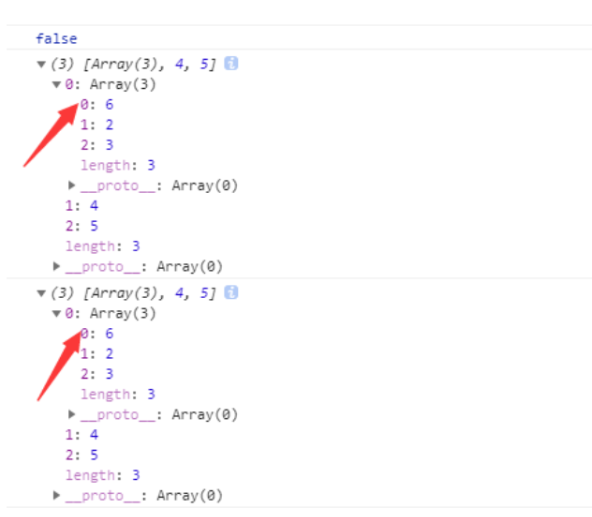 false
▼(3) [Array(3), 4, 5] i
▼0: Array(3)
0: 6
1: 2
2: 3
length: 3
▶__proto__: Array(0)
1: 4
2: 5
length: 3
▶__proto__: Array(0)
▼(3) [Array(3), 4, 5] i
▼0: Array(3)
0: 6
1: 2
2: 3
length: 3
▶__proto__: Array(0)
1: 4
2: 5
length: 3
▶__proto__: Array(0)